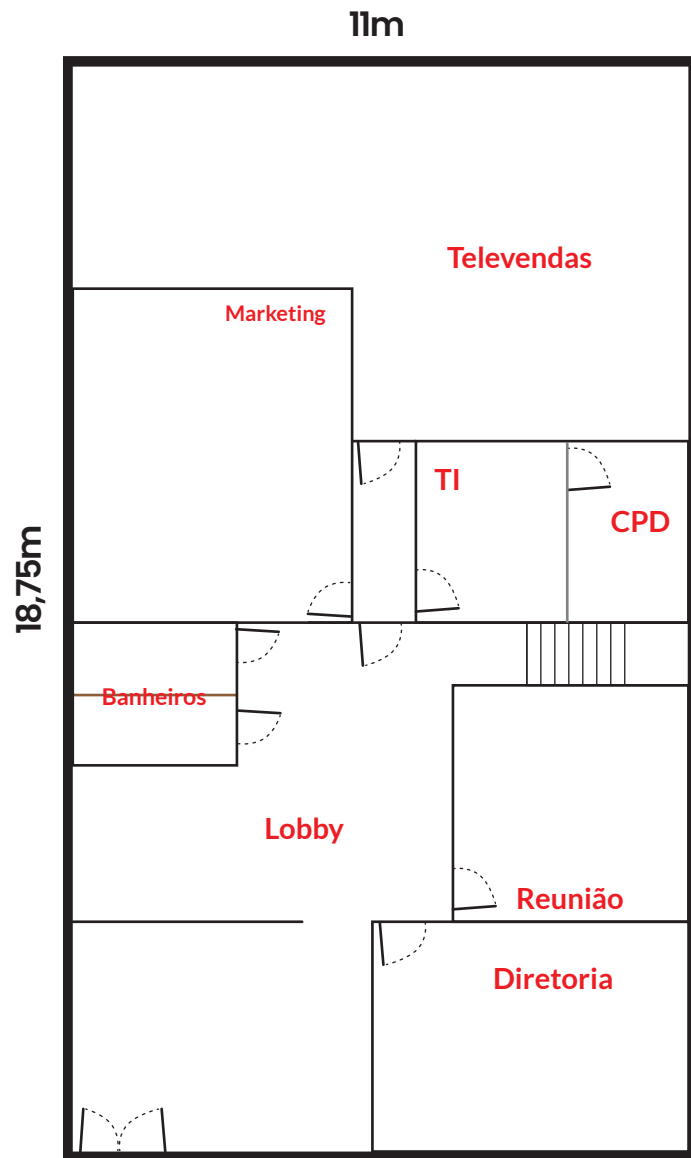 11m
Televendas
Marketing
TI
CPD
18,75m
Banheiros
Lobby
Reunião
Diretoria